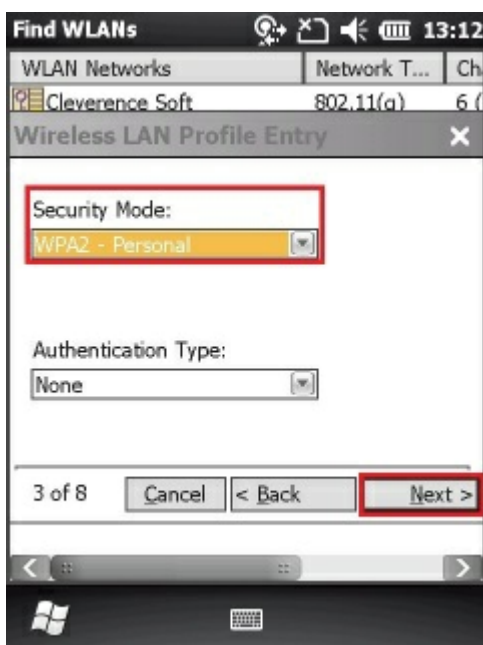 Find WLANs 13:12
WLAN Networks Network T... Ch
Cleverence Soft 802.11(g) 6 (
Wireless LAN Profile Entry
Security Mode:
WPA2 - Personal
Authentication Type:
None
3 of 8 Cancel < Back Next >